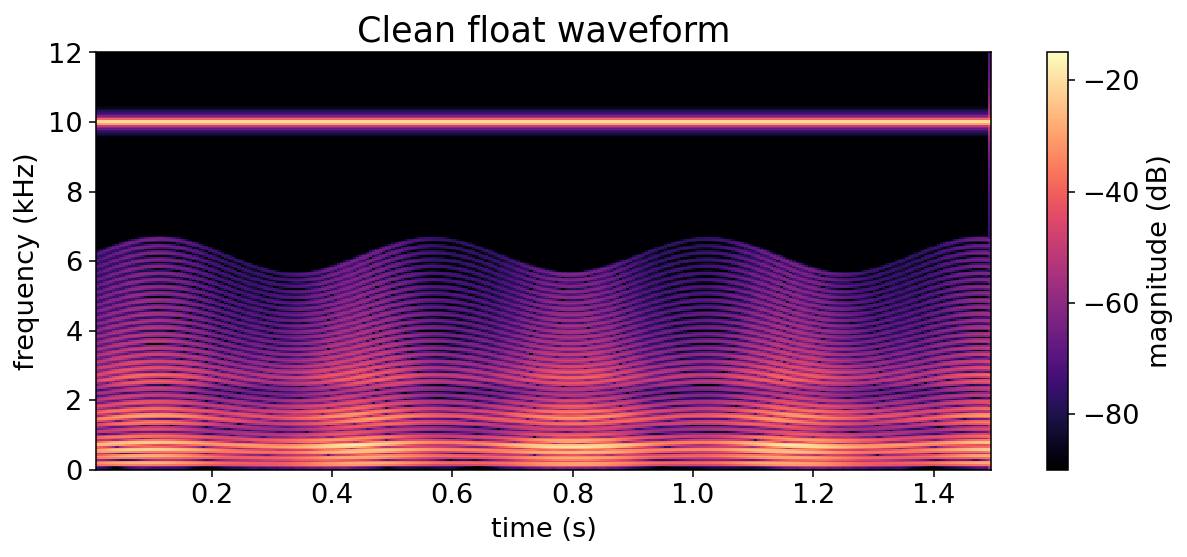 Clean float waveform
12
10
8
6
4
2
0
frequency (kHz)
0.2 0.4 0.6 0.8 1.0 1.2 1.4
time (s)
−20
−40
−60
−80
magnitude (dB)